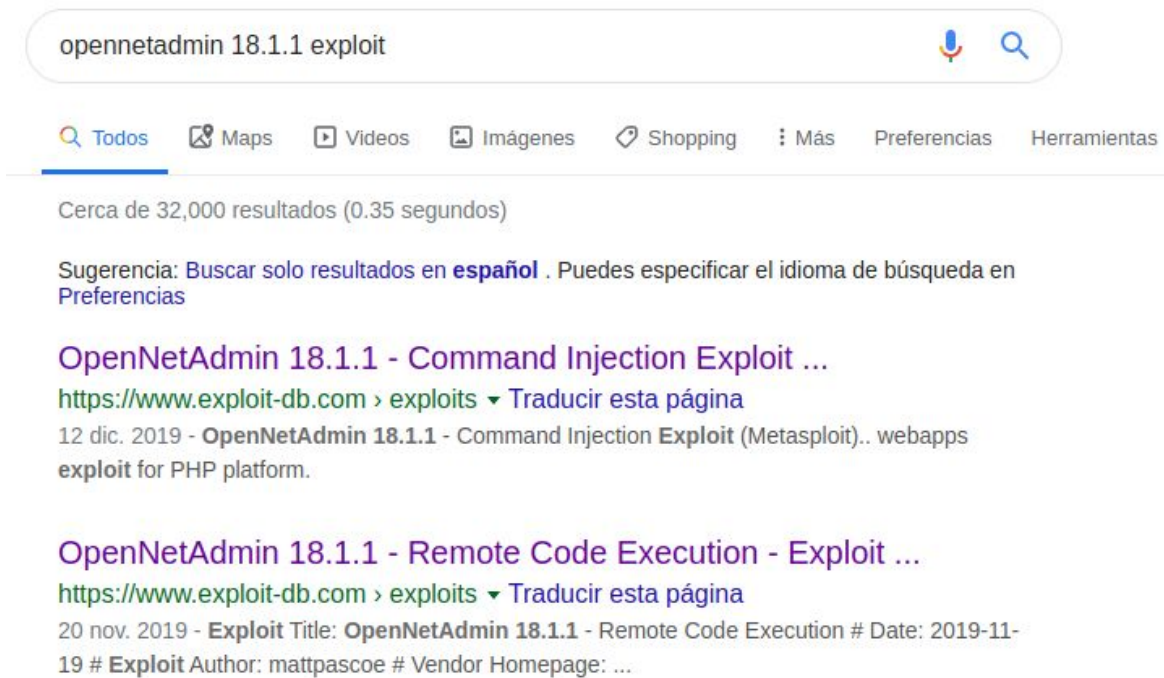 opennetadmin 18.1.1 exploit
Todos Maps Videos Imágenes Shopping Más Preferencias Herramientas
Cerca de 32,000 resultados (0.35 segundos)
Sugerencia: Buscar solo resultados en español . Puedes especificar el idioma de búsqueda en
Preferencias
OpenNetAdmin 18.1.1 - Command Injection Exploit ...
https://www.exploit-db.com › exploits ▾ Traducir esta página
12 dic. 2019 - OpenNetAdmin 18.1.1 - Command Injection Exploit (Metasploit).. webapps
exploit for PHP platform.
OpenNetAdmin 18.1.1 - Remote Code Execution - Exploit ...
https://www.exploit-db.com › exploits ▾ Traducir esta página
20 nov. 2019 - Exploit Title: OpenNetAdmin 18.1.1 - Remote Code Execution # Date: 2019-11-
19 # Exploit Author: mattpascoe # Vendor Homepage: ...